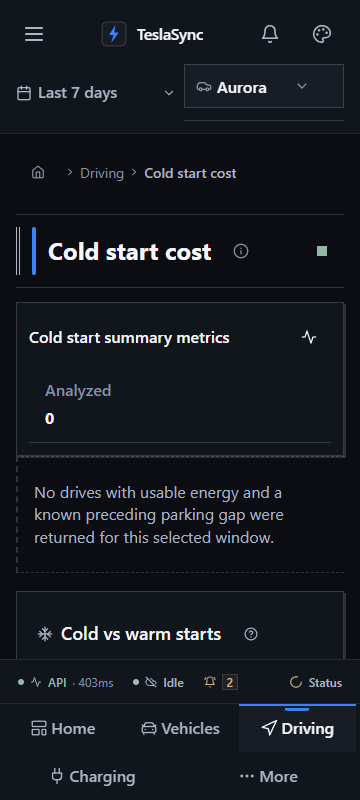 TeslaSync
Last 7 days
Aurora
Driving
Cold start cost
Cold start cost
Cold start summary metrics
Analyzed
0
No drives with usable energy and a
known preceding parking gap were
returned for this selected window.
Cold vs warm starts
API · 403ms
Idle
2
Status
Home
Vehicles
Driving
Charging
More